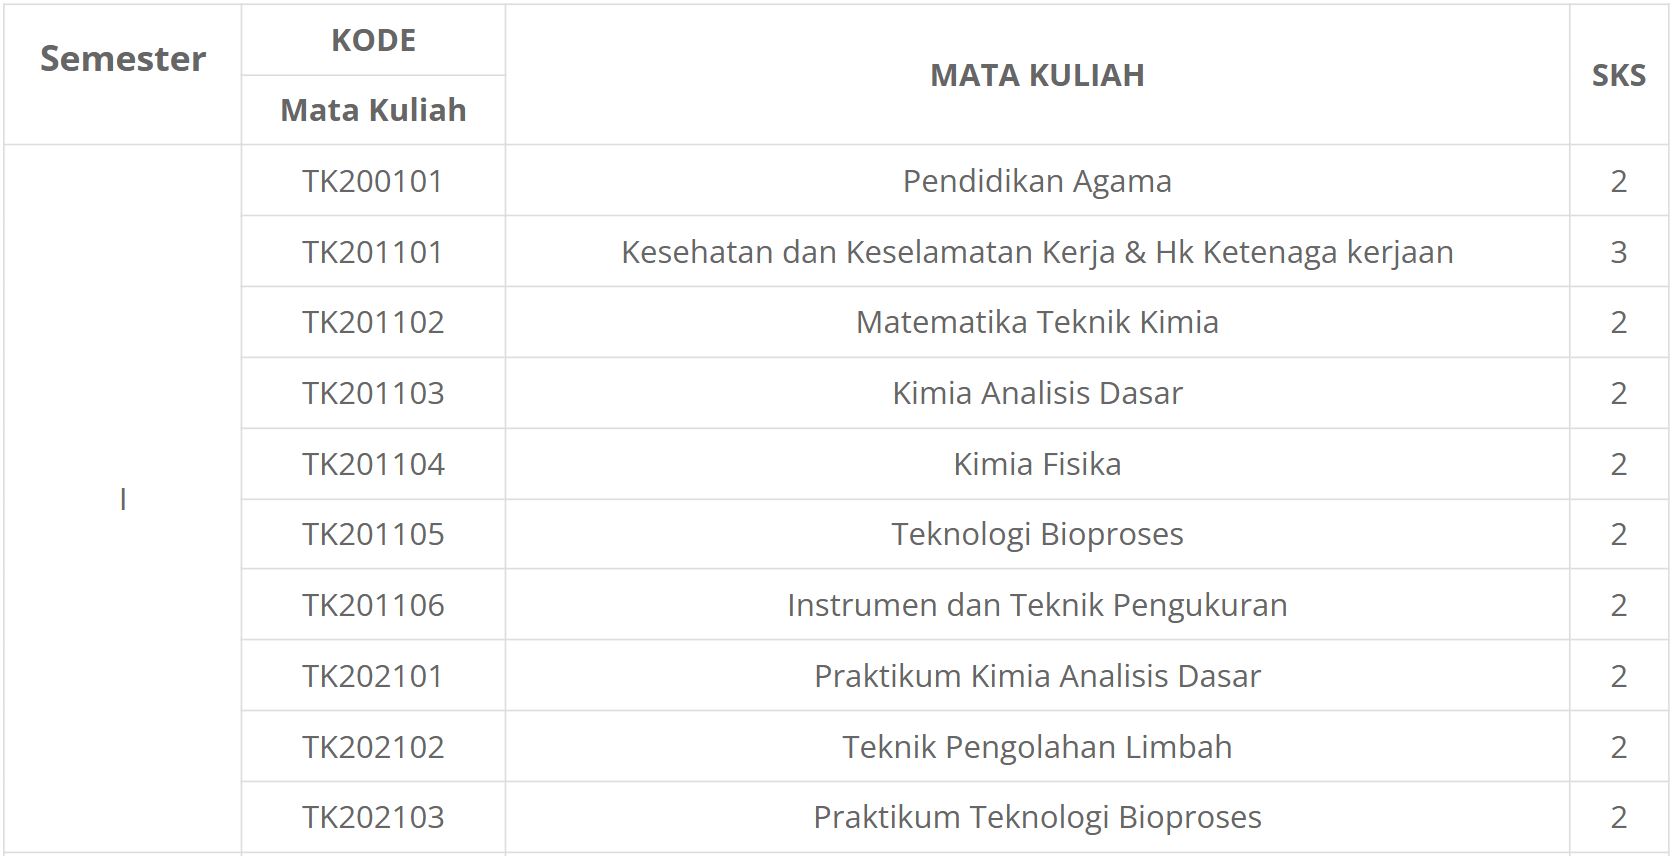 Semester KODE MATA KULIAH SKS
Mata Kuliah
I
TK200101 Pendidikan Agama 2
TK201101 Kesehatan dan Keselamatan Kerja & Hk Ketenaga kerjaan 3
TK201102 Matematika Teknik Kimia 2
TK201103 Kimia Analisis Dasar 2
TK201104 Kimia Fisika 2
TK201105 Teknologi Bioproses 2
TK201106 Instrumen dan Teknik Pengukuran 2
TK202101 Praktikum Kimia Analisis Dasar 2
TK202102 Teknik Pengolahan Limbah 2
TK202103 Praktikum Teknologi Bioproses 2